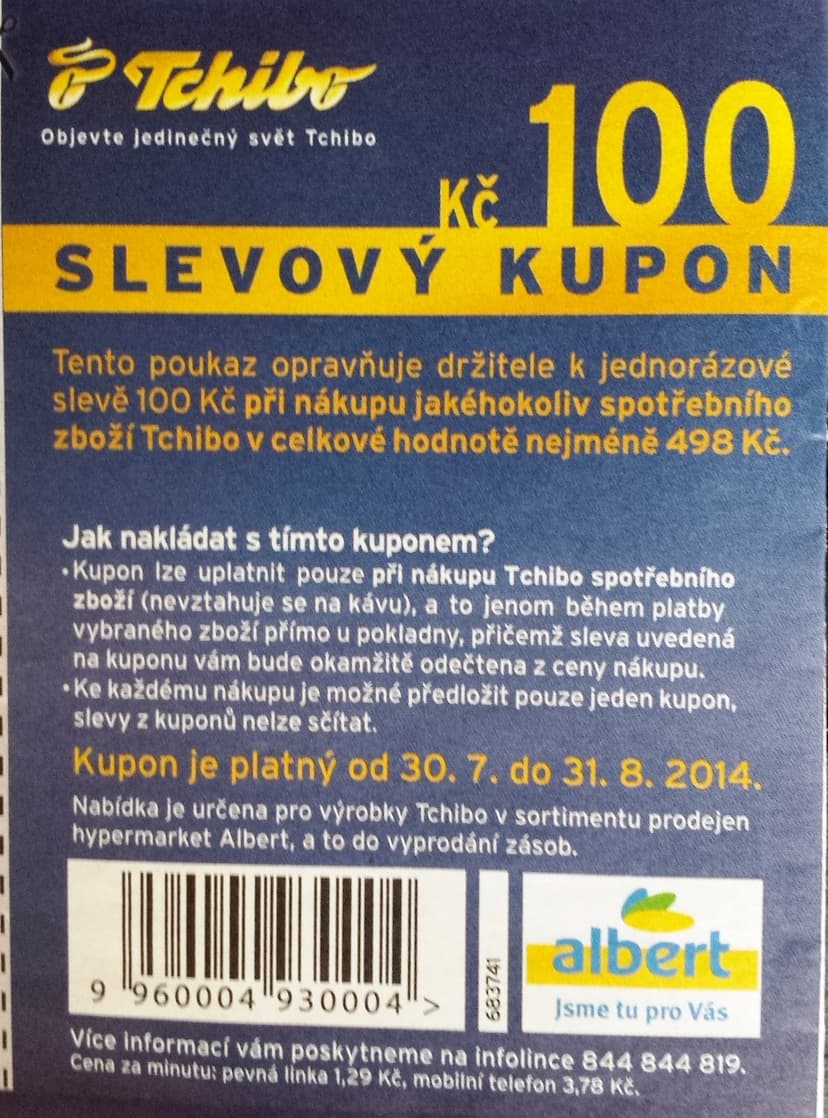 Tchibo
Objevte jedinečný svět Tchibo
Kč 100
SLEVOVÝ KUPON
Tento poukaz opravňuje držitele k jednorázové
slevě 100 Kč při nákupu jakéhokoliv spotřebního
zboží Tchibo v celkové hodnotě nejméně 498 Kč.
Jak nakládat s tímto kuponem?
•Kupon lze uplatnit pouze při nákupu Tchibo spotřebního
zboží (nevztahuje se na kávu), a to jenom během platby
vybraného zboží přímo u pokladny, přičemž sleva uvedená
na kuponu vám bude okamžitě odečtena z ceny nákupu.
•Ke každému nákupu je možné předložit pouze jeden kupon,
slevy z kuponů nelze sčítat.
Kupon je platný od 30. 7. do 31. 8. 2014.
Nabídka je určena pro výrobky Tchibo v sortimentu prodejen
hypermarket Albert, a to do vyprodání zásob.
9 960004 930004 >
683741
albert
Jsme tu pro Vás
Více informací vám poskytneme na infolince 844 844 819.
Cena za minutu: pevná linka 1,29 Kč, mobilní telefon 3,78 Kč.